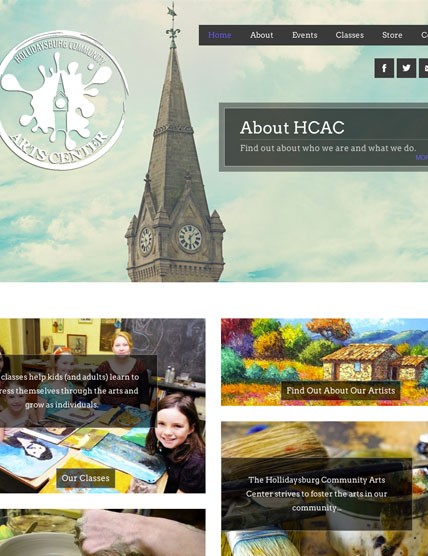 HOLLIDAYSBURG COMMUNITY
ARTS CENTER
Home About Events Classes Store
About HCAC
Find out about who we are and what we do.
classes help kids (and adults) learn to
themselves through the arts and
grow as individuals.
Our Classes
Find Out About Our Artists
The Hollidaysburg Community Arts
Center strives to foster the arts in our
community...